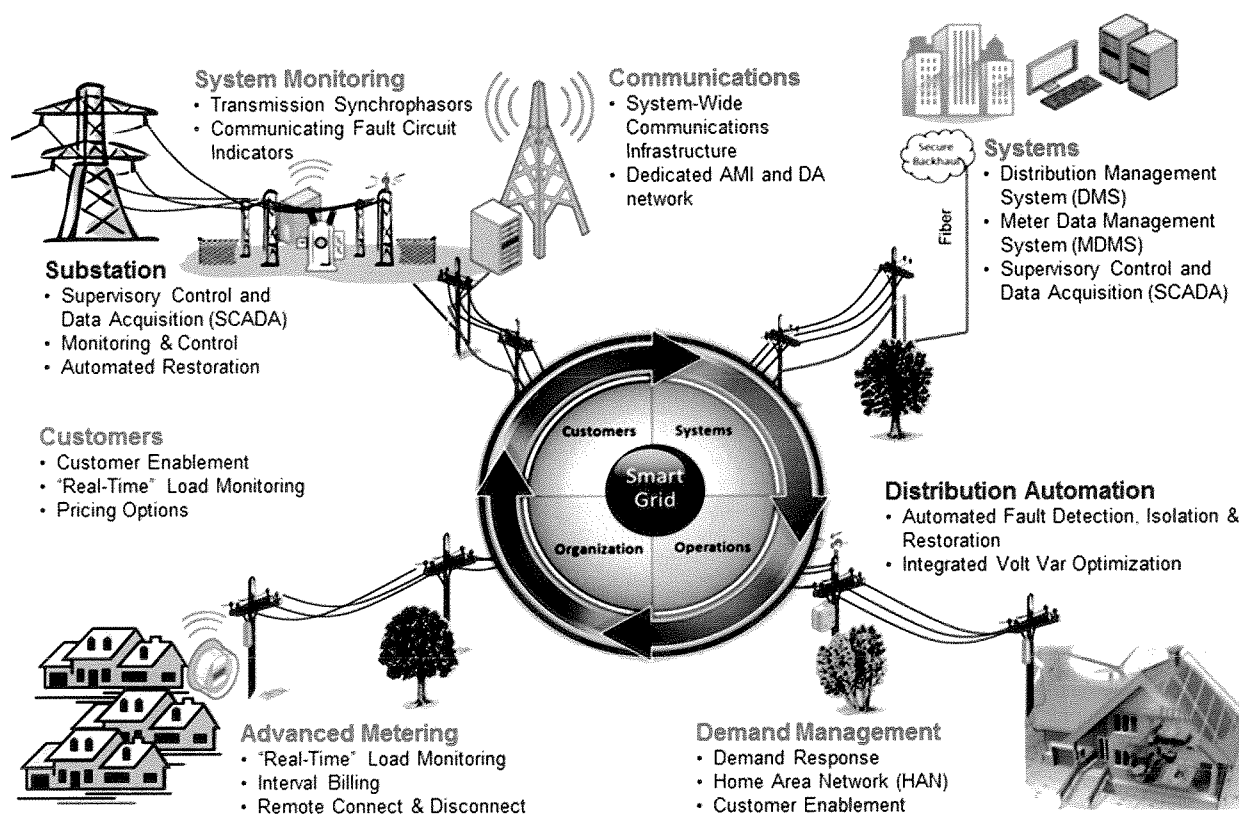 System Monitoring
• Transmission Synchrophasors
• Communicating Fault Circuit
Indicators
Communications
• System-Wide
Communications
Infrastructure
• Dedicated AMI and DA
network
Secure
Backhaul
Fiber
Systems
• Distribution Management
System (DMS)
• Meter Data Management
System (MDMS)
• Supervisory Control and
Data Acquisition (SCADA)
Substation
• Supervisory Control and
Data Acquisition (SCADA)
• Monitoring & Control
• Automated Restoration
Customers
• Customer Enablement
• "Real-Time" Load Monitoring
• Pricing Options
Customers
Systems
Smart
Grid
Organization
Operations
Distribution Automation
• Automated Fault Detection, Isolation &
Restoration
• Integrated Volt Var Optimization
Advanced Metering
• "Real-Time" Load Monitoring
• Interval Billing
• Remote Connect & Disconnect
Demand Management
• Demand Response
• Home Area Network (HAN)
• Customer Enablement